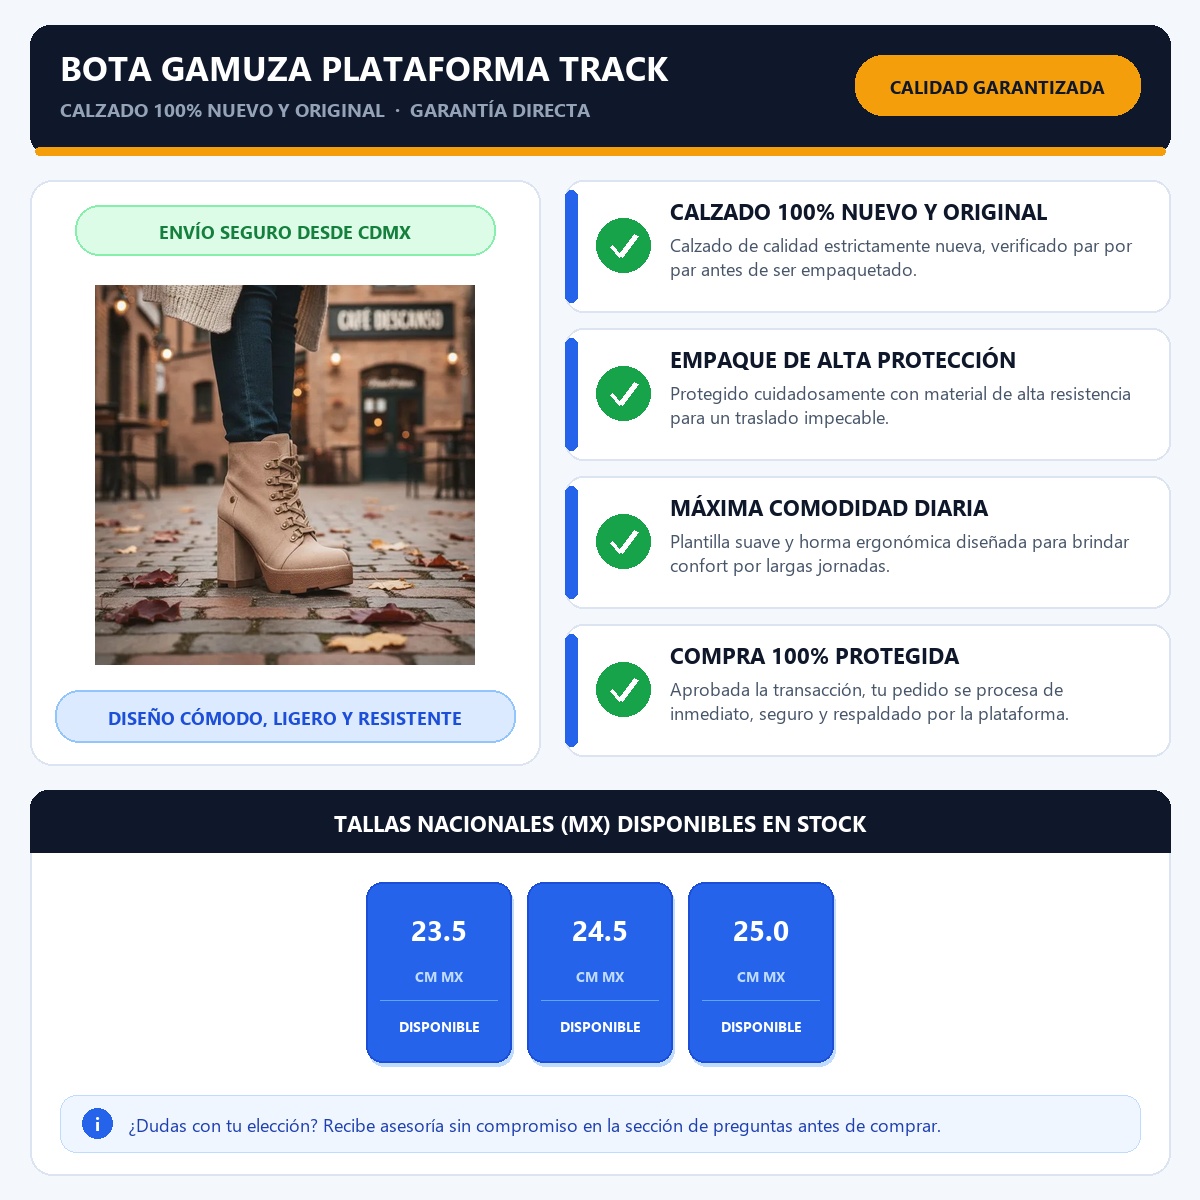 BOTA GAMUZA PLATAFORMA TRACK
CALZADO 100% NUEVO Y ORIGINAL · GARANTÍA DIRECTA
CALIDAD GARANTIZADA
ENVÍO SEGURO DESDE CDMX
CAFÉ DESCANSO
DISEÑO CÓMODO, LIGERO Y RESISTENTE
CALZADO 100% NUEVO Y ORIGINAL
Calzado de calidad estrictamente nueva, verificado par por
par antes de ser empaquetado.
EMPAQUE DE ALTA PROTECCIÓN
Protegido cuidadosamente con material de alta resistencia
para un traslado impecable.
MÁXIMA COMODIDAD DIARIA
Plantilla suave y horma ergonómica diseñada para brindar
confort por largas jornadas.
COMPRA 100% PROTEGIDA
Aprobada la transacción, tu pedido se procesa de
inmediato, seguro y respaldado por la plataforma.
TALLAS NACIONALES (MX) DISPONIBLES EN STOCK
23.5
CM MX
DISPONIBLE
24.5
CM MX
DISPONIBLE
25.0
CM MX
DISPONIBLE
¿Dudas con tu elección? Recibe asesoría sin compromiso en la sección de preguntas antes de comprar.